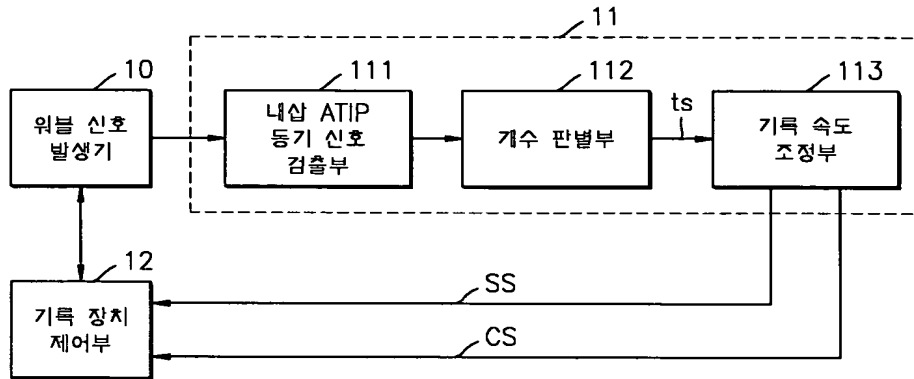 11
10
111
112
113
워블 신호
발생기
내삽 ATIP
동기 신호
검출부
개수 판별부
ts
기록 속도
조정부
12
기록 장치
제어부
SS
CS